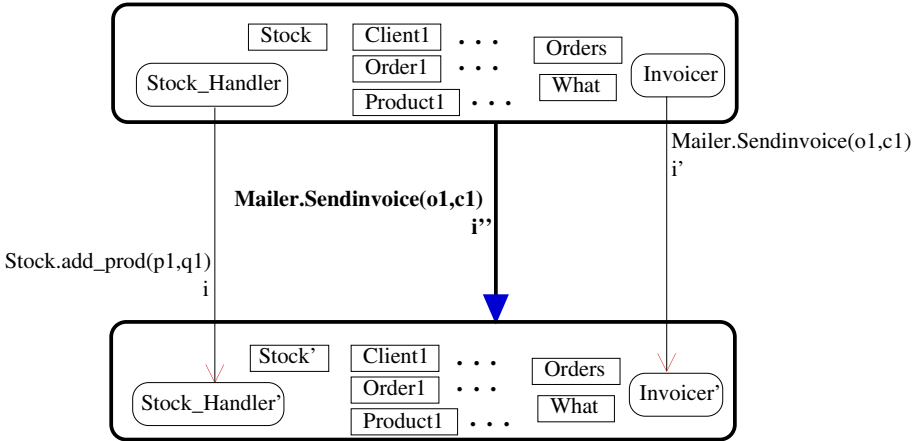 Stock Client1 . . . Orders
Stock_Handler Order1 . . . Invoicer
Product1 . . . What
Mailer.Sendinvoice(o1,c1)
i'
Mailer.Sendinvoice(o1,c1)
i’’
Stock.add_prod(p1,q1)
i
Stock’ Client1 . . . Orders
Stock_Handler’ Order1 . . . Invoicer’
Product1 . . . What